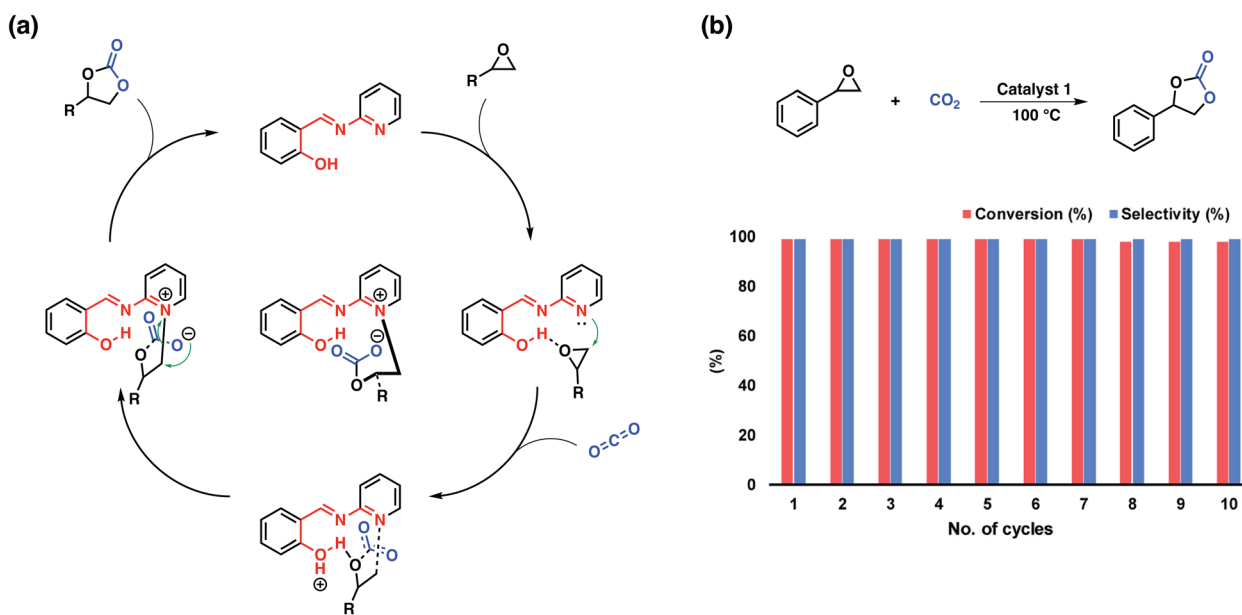 (a)
O
O
O
R
O
R
N
N
OH
N
N
O
H
O
R
O=C=O
N
N
O
H
H
O
O
O
R
N
N
O
H
O
O
O
R
N
N
O
H
O
O
O
R
(b)
O
+
CO2
Catalyst 1
100 °C
O
O
O
Conversion (%)
Selectivity (%)
100
80
60
40
20
0
(%)
1 2 3 4 5 6 7 8 9 10
No. of cycles